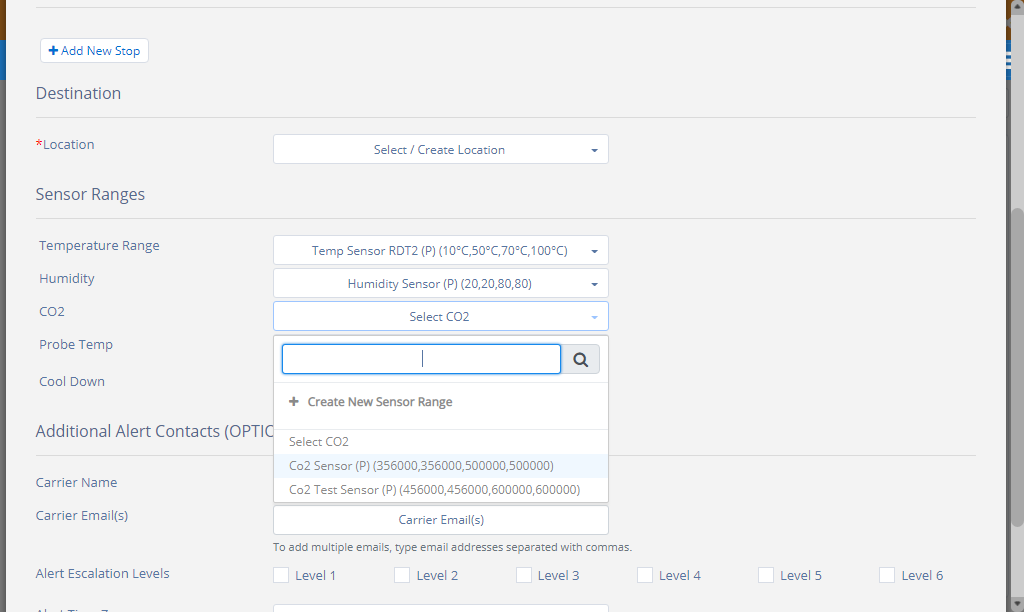 + Add New Stop
Destination
*Location
Select / Create Location
Sensor Ranges
Temperature Range
Temp Sensor RDT2 (P) (10°C,50°C,70°C,100°C)
Humidity
Humidity Sensor (P) (20,20,80,80)
CO2
Select CO2
Probe Temp
Cool Down
+ Create New Sensor Range
Additional Alert Contacts (OPTIO
Select CO2
Co2 Sensor (P) (356000,356000,500000,500000)
Carrier Name
Co2 Test Sensor (P) (456000,456000,600000,600000)
Carrier Email(s)
Carrier Email(s)
To add multiple emails, type email addresses separated with commas.
Alert Escalation Levels
Level 1 Level 2 Level 3 Level 4 Level 5 Level 6